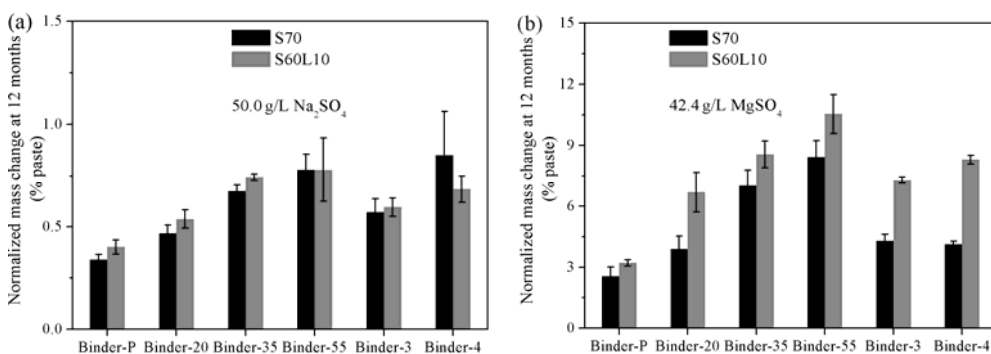 (a)
Normalized mass change at 12 months
(% paste)
1.5
1.0
0.5
0.0
S70
S60L10
50.0 g/L Na₂SO₄
Binder-P Binder-20 Binder-35 Binder-55 Binder-3 Binder-4
(b)
Normalized mass change at 12 months
(% paste)
15
12
9
6
3
0
S70
S60L10
42.4 g/L MgSO₄
Binder-P Binder-20 Binder-35 Binder-55 Binder-3 Binder-4